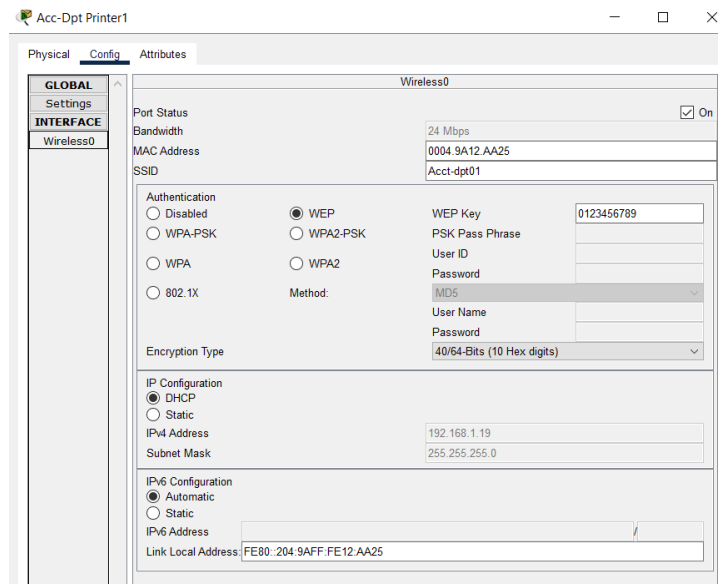 Acc-Dpt Printer1
Physical Config Attributes
GLOBAL
Settings
INTERFACE
Wireless0
Wireless0
Port Status On
Bandwidth 24 Mbps
MAC Address 0004.9A12.AA25
SSID Acct-dpt01
Authentication
Disabled WEP WEP Key 0123456789
WPA-PSK WPA2-PSK PSK Pass Phrase
User ID
WPA WPA2
Password
802.1X Method: MD5
User Name
Password
Encryption Type 40/64-Bits (10 Hex digits)
IP Configuration
DHCP
Static
IPv4 Address 192.168.1.19
Subnet Mask 255.255.255.0
IPv6 Configuration
Automatic
Static
IPv6 Address /
Link Local Address: FE80::204:9AFF:FE12:AA25